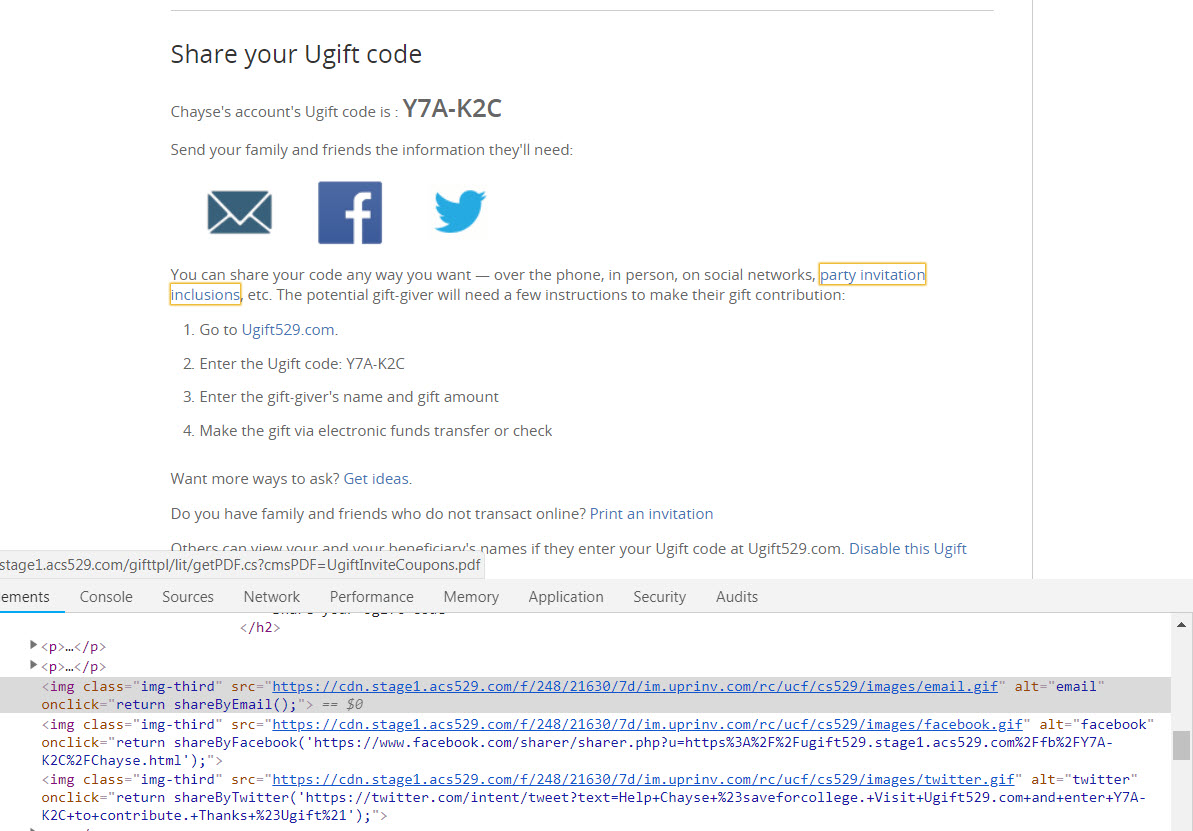 Share your Ugift code
Chayse's account's Ugift code is : Y7A-K2C
Send your family and friends the information they'll need:
You can share your code any way you want — over the phone, in person, on social networks, party invitation
inclusions, etc. The potential gift-giver will need a few instructions to make their gift contribution:
1. Go to Ugift529.com.
2. Enter the Ugift code: Y7A-K2C
3. Enter the gift-giver's name and gift amount
4. Make the gift via electronic funds transfer or check
Want more ways to ask? Get ideas.
Do you have family and friends who do not transact online? Print an invitation
Others can view your and your beneficiary's names if they enter your Ugift code at Ugift529.com. Disable this Ugift
stage1.acs529.com/gifttpl/lit/getPDF.cs?cmsPDF=UgiftInviteCoupons.pdf
ements Console Sources Network Performance Memory Application Security Audits
</h2>
<p>…</p>
<p>…</p>
<img class="img-third" src="https://cdn.stage1.acs529.com/f/248/21630/7d/im.uprinv.com/rc/ucf/cs529/images/email.gif" alt="email"
onclick="return shareByEmail();"> == $0
<img class="img-third" src="https://cdn.stage1.acs529.com/f/248/21630/7d/im.uprinv.com/rc/ucf/cs529/images/facebook.gif" alt="facebook"
onclick="return shareByFacebook('https://www.facebook.com/sharer/sharer.php?u=https%3A%2F%2Fugift529.stage1.acs529.com%2Ffb%2FY7A-
K2C%2FChayse.html');">
<img class="img-third" src="https://cdn.stage1.acs529.com/f/248/21630/7d/im.uprinv.com/rc/ucf/cs529/images/twitter.gif" alt="twitter"
onclick="return shareByTwitter('https://twitter.com/intent/tweet?text=Help+Chayse+%23saveforcollege.+Visit+Ugift529.com+and+enter+Y7A-
K2C+to+contribute.+Thanks+%23Ugift%21');">